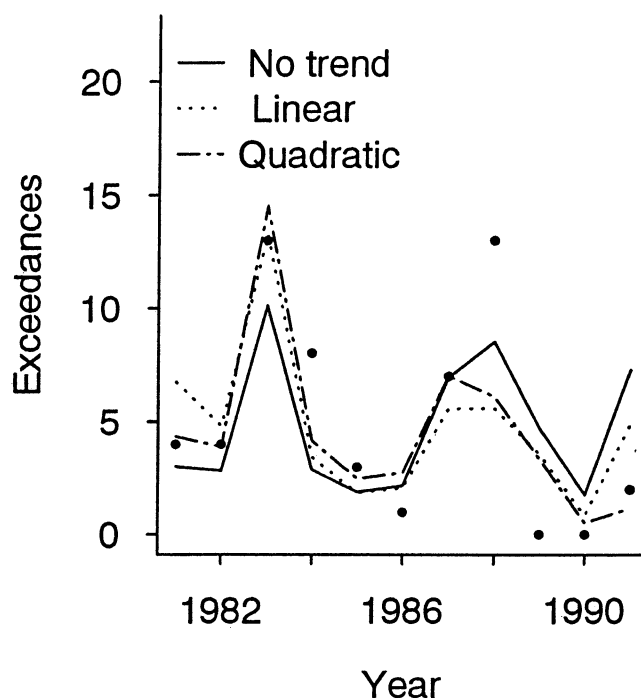 No trend
Linear
Quadratic
20
15
10
5
0
Exceedances
1982 1986 1990
Year